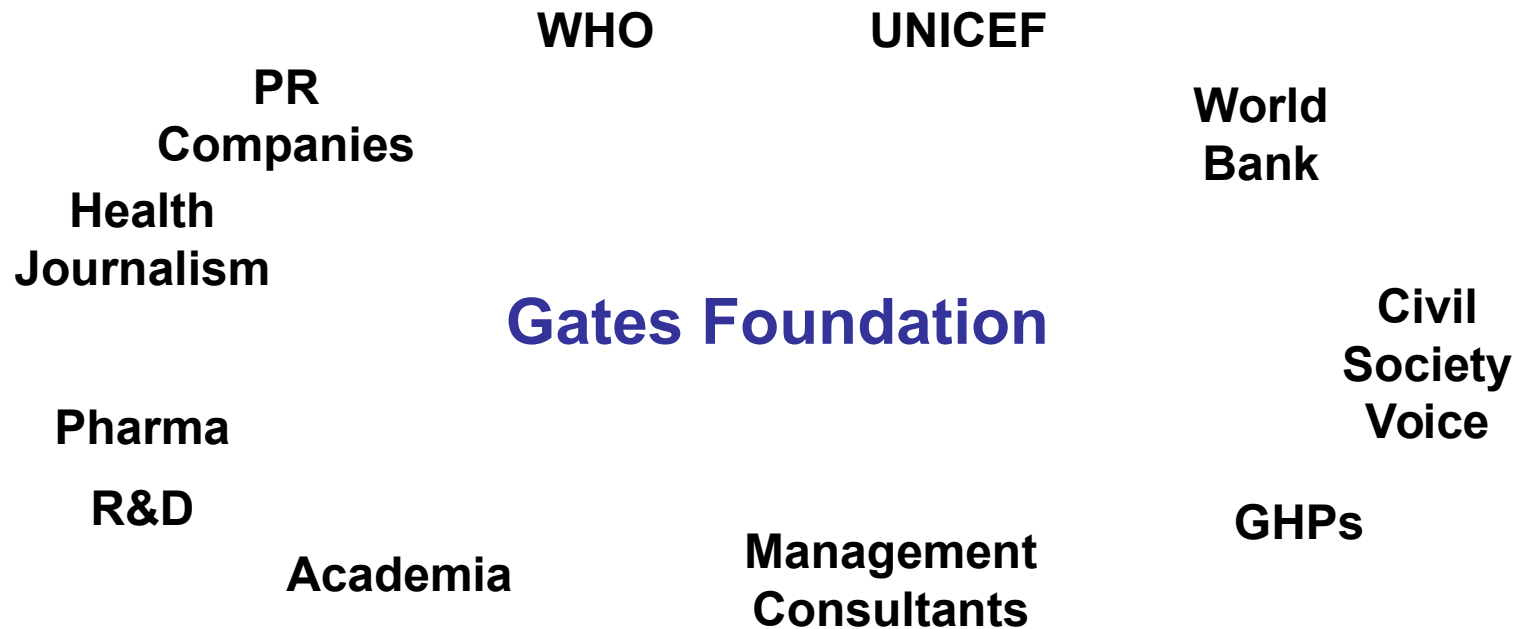 WHO
UNICEF
PR
Companies
World
Bank
Health
Journalism
Gates Foundation
Civil
Society
Voice
Pharma
R&D
GHPs
Academia
Management
Consultants